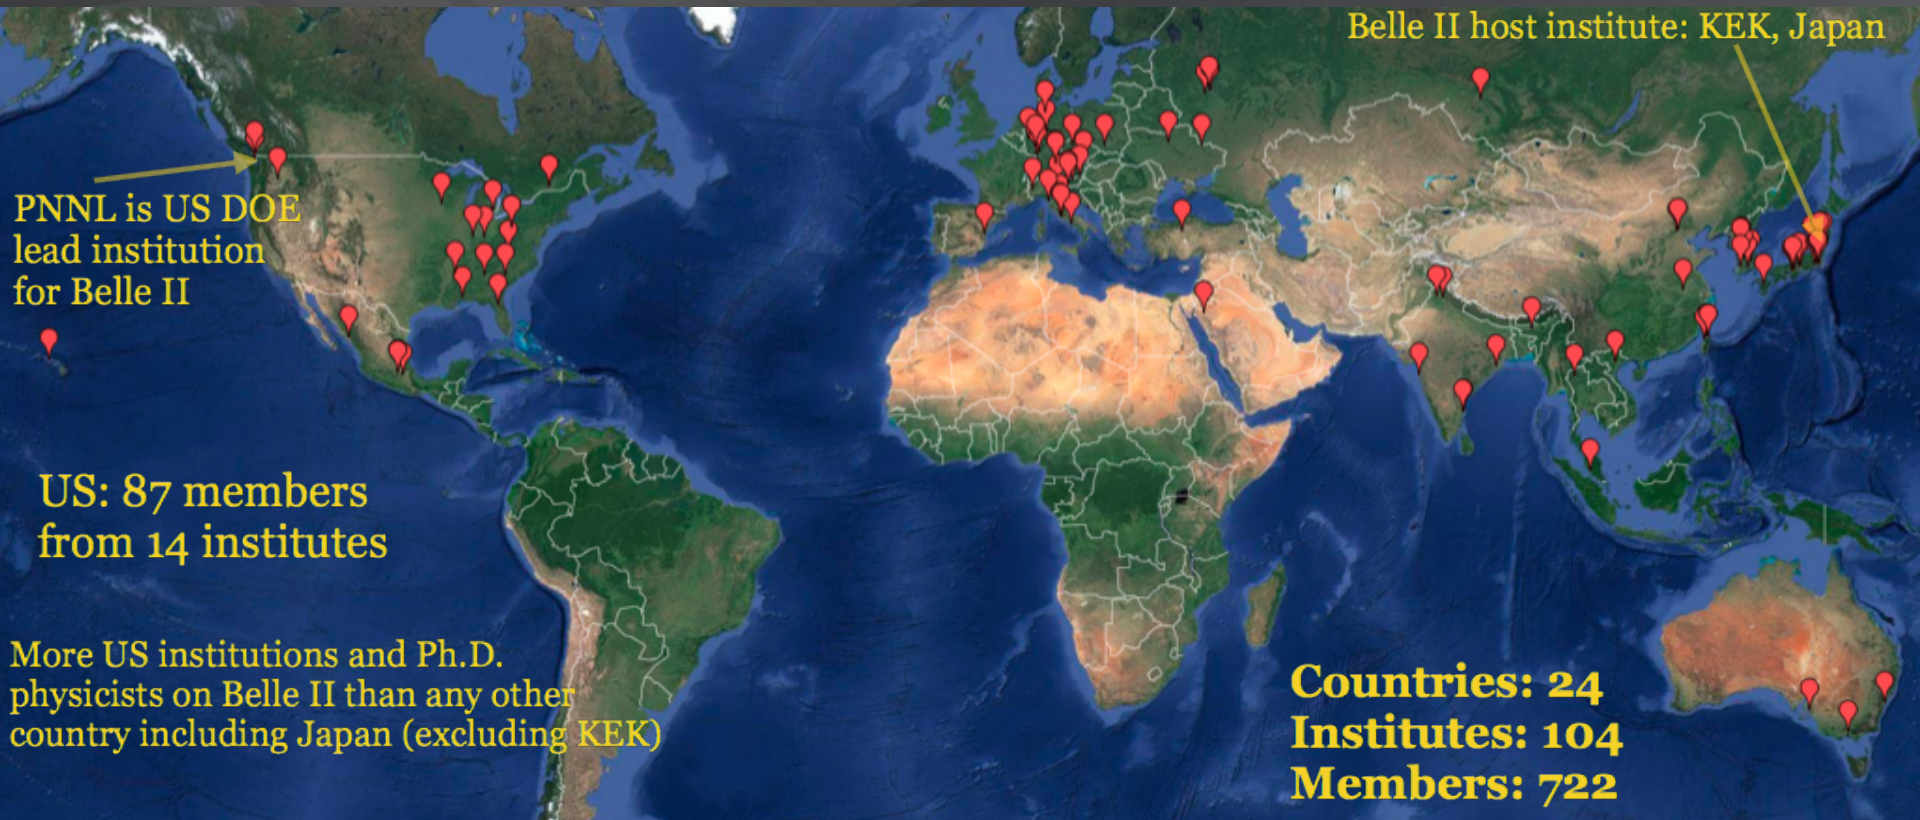 Belle II host institute: KEK, Japan
PNNL is US DOE
lead institution
for Belle II
US: 87 members
from 14 institutes
More US institutions and Ph.D.
physicists on Belle II than any other
country including Japan (excluding KEK)
Countries: 24
Institutes: 104
Members: 722